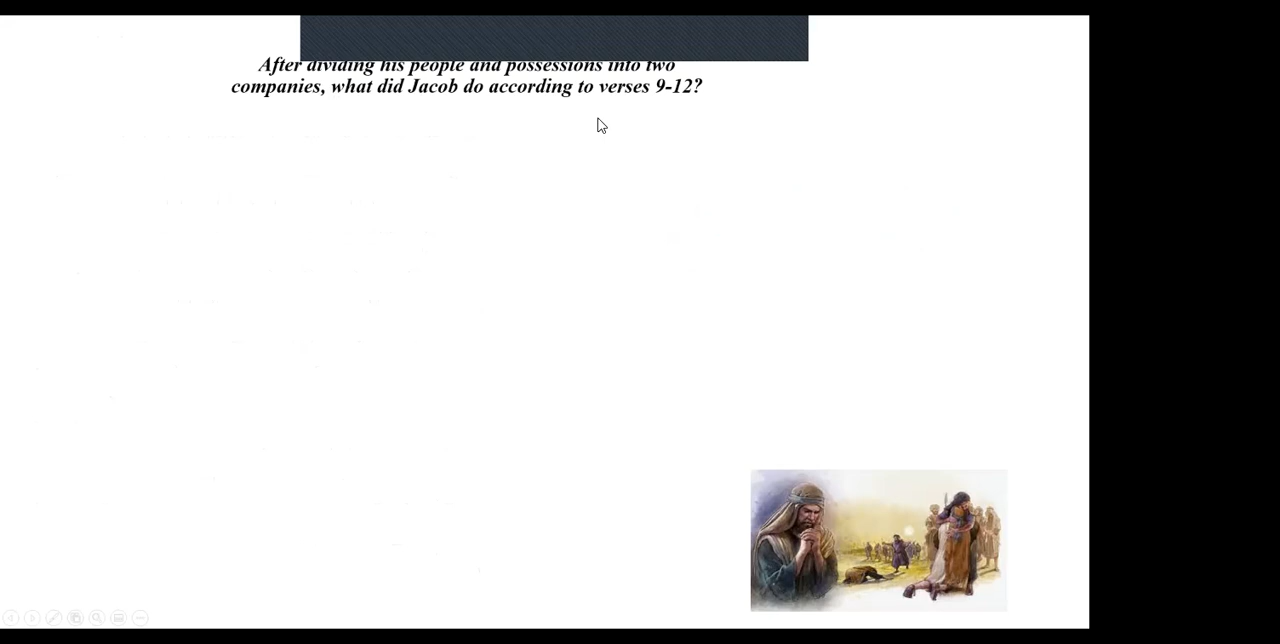 After dividing his people and possessions into two
companies, what did Jacob do according to verses 9-12?